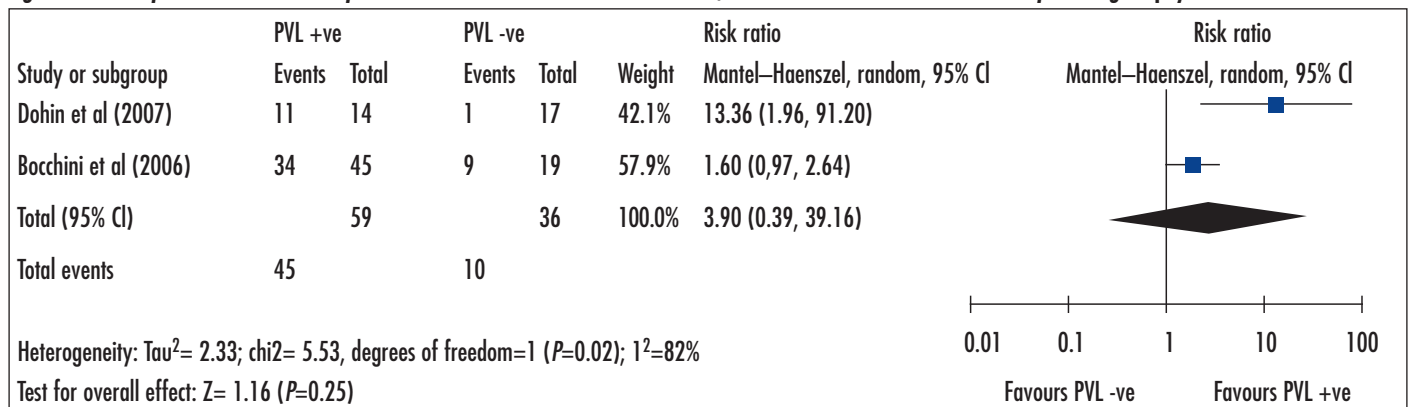 PVL +ve PVL -ve Risk ratio Risk ratio
Study or subgroup Events Total Events Total Weight Mantel–Haenszel, random, 95% Cl Mantel–Haenszel, random, 95% Cl
Dohin et al (2007) 11 14 1 17 42.1% 13.36 (1.96, 91.20)
Bocchini et al (2006) 34 45 9 19 57.9% 1.60 (0,97, 2.64)
Total (95% Cl) 59 36 100.0% 3.90 (0.39, 39.16)
Total events 45 10
Heterogeneity: Tau²= 2.33; chi2= 5.53, degrees of freedom=1 (P=0.02); 1²=82%
0.01 0.1 1 10 100
Test for overall effect: Z= 1.16 (P=0.25)
Favours PVL -ve Favours PVL +ve